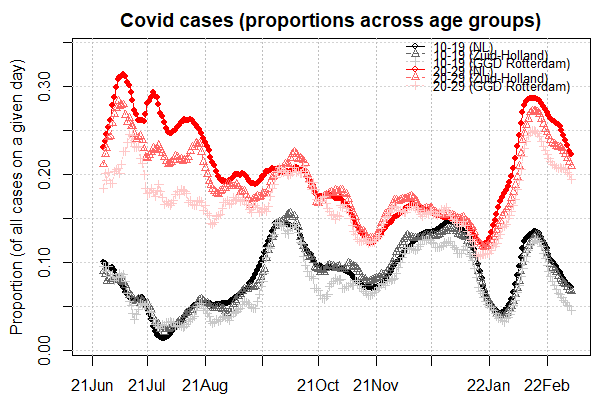 Covid cases (proportions across age groups)
10-19 (NL)
10-19 (Zuid-Holland)
10-19 (GGD Rotterdam)
20-29 (NL)
20-29 (Zuid-Holland)
20-29 (GGD Rotterdam)
Proportion (of all cases on a given day)
0.30
0.20
0.10
0.00
21Jun 21Jul 21Aug 21Oct 21Nov 22Jan 22Feb